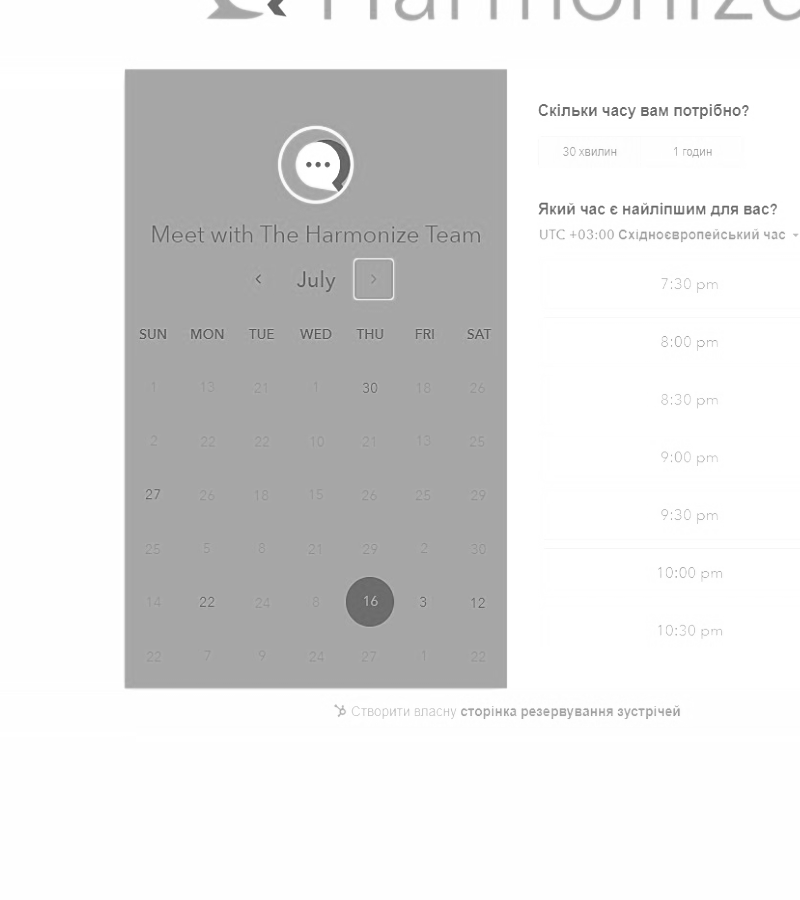 Harmonize
Meet with The Harmonize Team
July
SUN MON TUE WED THU FRI SAT
1 13 21 1 30 18 26
2 22 22 10 21 13 25
27 26 18 15 26 25 29
25 5 8 21 29 2 30
14 22 24 8 16 3 12
22 7 9 24 27 1 22
Скільки часу вам потрібно?
30 хвилин 1 годин
Який час є найліпшим для вас?
UTC +03:00 Східноєвропейський час
7:30 pm
8:00 pm
8:30 pm
9:00 pm
9:30 pm
10:00 pm
10:30 pm
Створити власну сторінка резервування зустрічей